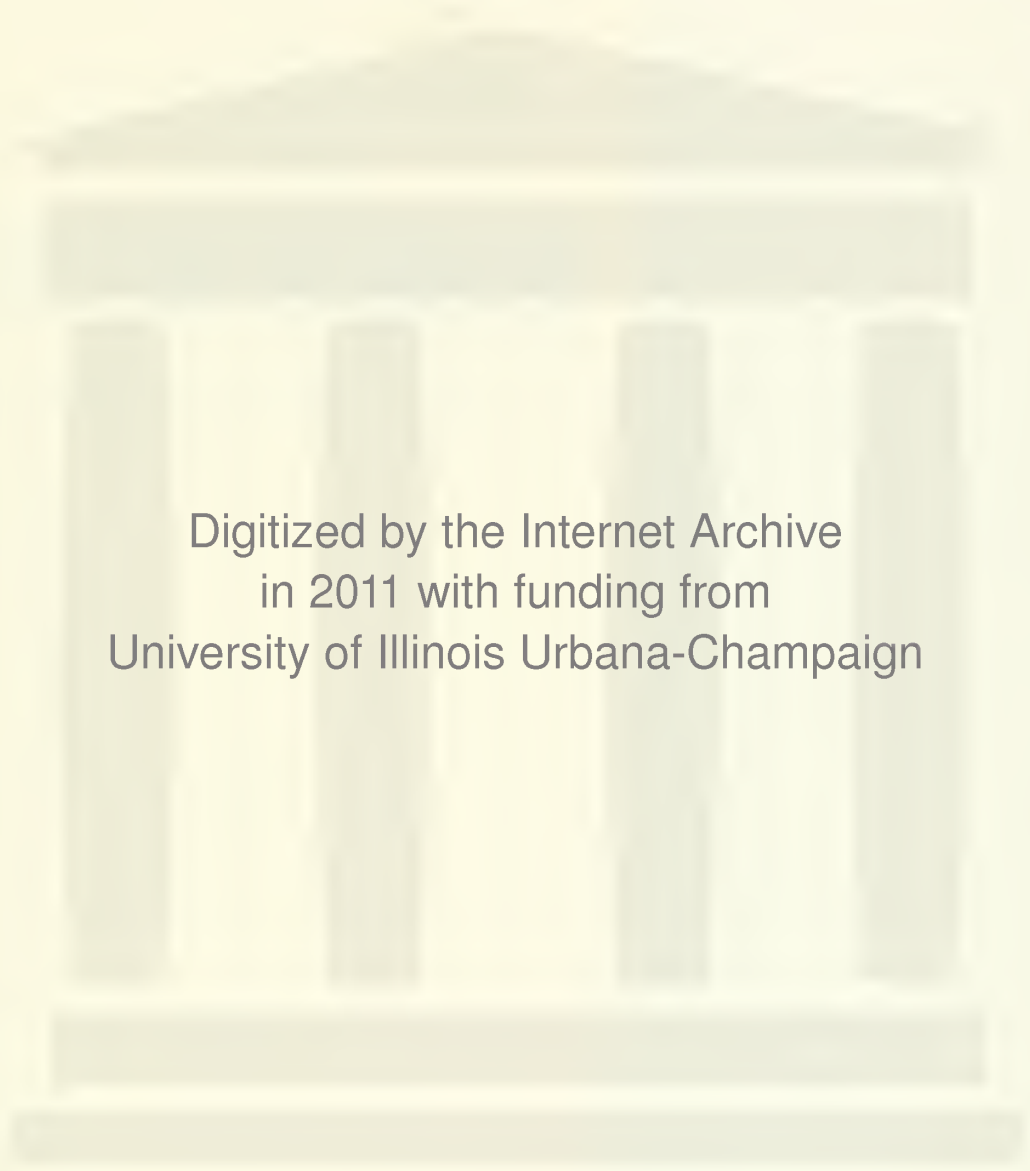 Digitized by the Internet Archive
in 2011 with funding from
University of Illinois Urbana-Champaign